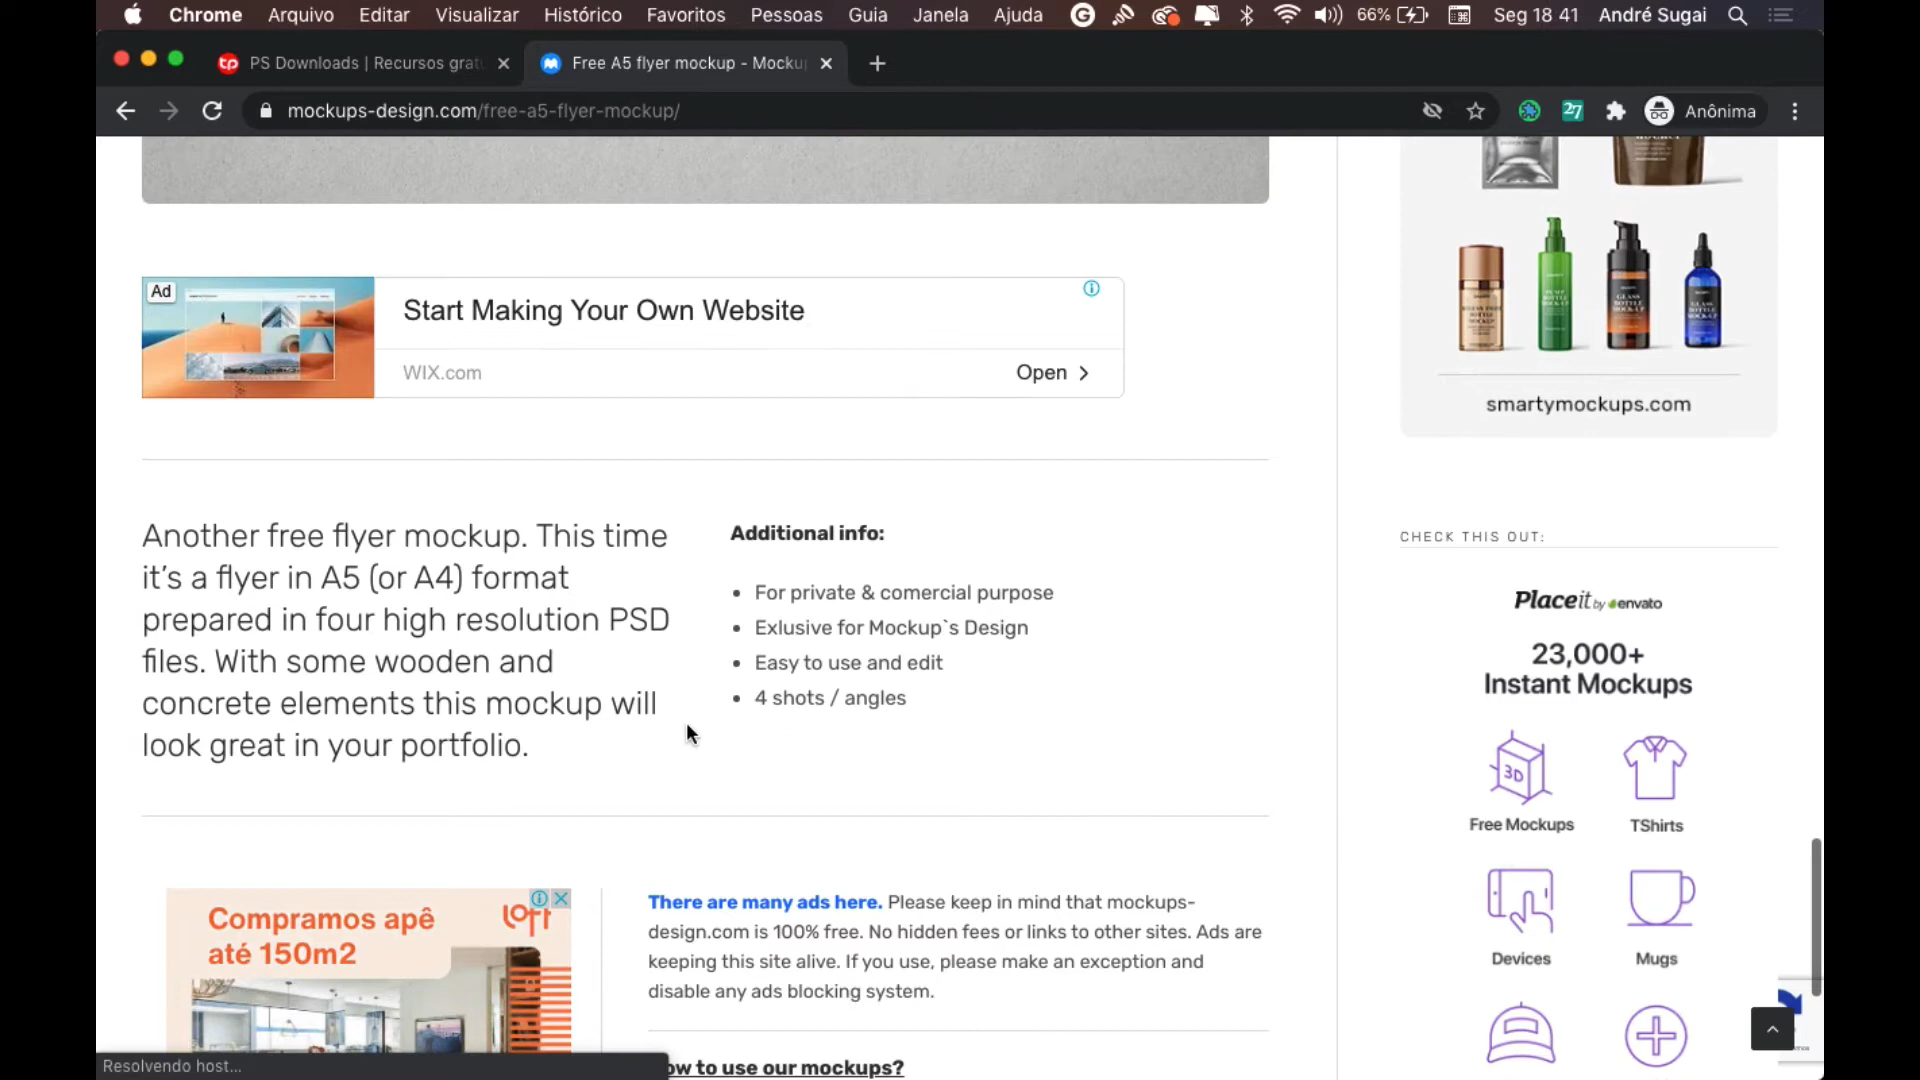 Chrome Arquivo Editar Visualizar Histórico Favoritos Pessoas Guia Janela Ajuda 66% Seg 18 41 André Sugai
PS Downloads | Recursos grat
Free A5 flyer mockup - Mocku
mockups-design.com/free-a5-flyer-mockup/
27
Anônima
Ad
Start Making Your Own Website
WIX.com
Open
Another free flyer mockup. This time
it's a flyer in A5 (or A4) format
prepared in four high resolution PSD
files. With some wooden and
concrete elements this mockup will
look great in your portfolio.
Additional info:
For private & comercial purpose
Exlusive for Mockup`s Design
Easy to use and edit
4 shots / angles
Compramos apê
até 150m2
Loft
There are many ads here. Please keep in mind that mockups-
design.com is 100% free. No hidden fees or links to other sites. Ads are
keeping this site alive. If you use, please make an exception and
disable any ads blocking system.
ow to use our mockups?
Resolvendo host...
smartymockups.com
CHECK THIS OUT:
Placeit by envato
23,000+
Instant Mockups
3D
Free Mockups
TShirts
Devices
Mugs